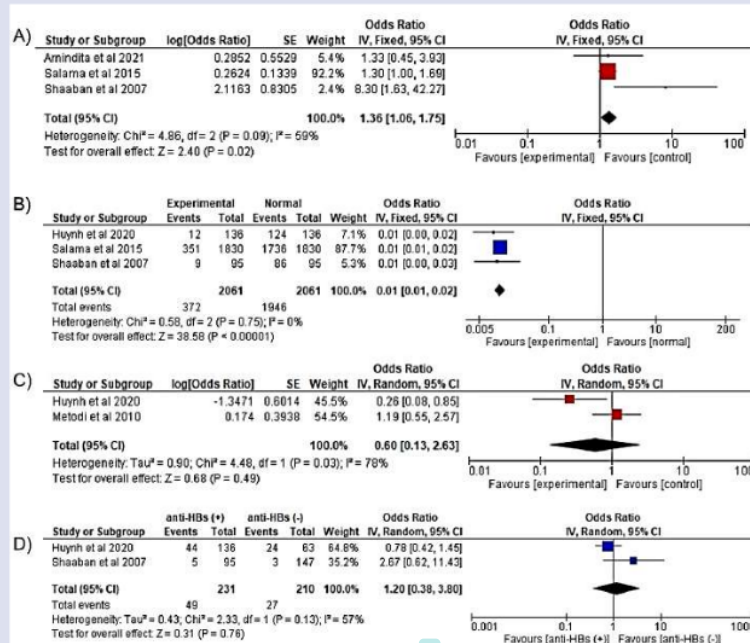 A)
Odds Ratio Odds Ratio
Study or Subgroup log[Odds Ratio] SE Weight IV, Fixed, 95% CI IV, Fixed, 95% CI
Arnindita et al 2021 0.2852 0.5529 5.4% 1.33 [0.45, 3.93]
Salama et al 2015 0.2624 0.1339 92.2% 1.30 [1.00, 1.69]
Shaaban et al 2007 2.1163 0.8305 2.4% 8.30 [1.63, 42.27]
Total (95% CI) 100.0% 1.36 [1.06, 1.75]
Heterogeneity: Chi² = 4.86, df = 2 (P = 0.09); I² = 59%
Test for overall effect: Z = 2.40 (P = 0.02)
0.01 0.1 1 10 100
Favours [experimental] Favours [control]
B)
Experimental Normal Odds Ratio Odds Ratio
Study or Subgroup Events Total Events Total Weight IV, Fixed, 95% CI IV, Fixed, 95% CI
Huynh et al 2020 12 136 124 136 7.1% 0.01 [0.00, 0.02]
Salama et al 2015 351 1830 1736 1830 87.7% 0.01 [0.01, 0.02]
Shaaban et al 2007 9 95 86 95 5.3% 0.01 [0.00, 0.03]
Total (95% CI) 2061 2061 100.0% 0.01 [0.01, 0.02]
Total events 372 1946
Heterogeneity: Chi² = 0.58, df = 2 (P = 0.75); I² = 0%
Test for overall effect: Z = 38.58 (P < 0.00001)
0.005 0.1 1 10 200
Favours [experimental] Favours [normal]
C)
Odds Ratio Odds Ratio
Study or Subgroup log[Odds Ratio] SE Weight IV, Random, 95% CI IV, Random, 95% CI
Huynh et al 2020 -1.3471 0.6014 45.5% 0.26 [0.08, 0.85]
Metodi et al 2010 0.174 0.3938 54.5% 1.19 [0.55, 2.57]
Total (95% CI) 100.0% 0.60 [0.13, 2.63]
Heterogeneity: Tau² = 0.90; Chi² = 4.48, df = 1 (P = 0.03); I² = 78%
Test for overall effect: Z = 0.68 (P = 0.49)
0.01 0.1 1 10 100
Favours [experimental] Favours [control]
D)
anti-HBs (+) anti-HBs (-) Odds Ratio Odds Ratio
Study or Subgroup Events Total Events Total Weight IV, Random, 95% CI IV, Random, 95% CI
Huynh et al 2020 44 136 24 63 64.8% 0.78 [0.42, 1.45]
Shaaban et al 2007 5 95 3 147 35.2% 2.67 [0.62, 11.43]
Total (95% CI) 231 210 100.0% 1.20 [0.38, 3.80]
Total events 49 27
Heterogeneity: Tau² = 0.43; Chi² = 2.33, df = 1 (P = 0.13); I² = 57%
Test for overall effect: Z = 0.31 (P = 0.76)
0.001 0.1 1 10
Favours [anti-HBs (+)] Favours [anti-HBs (-)]